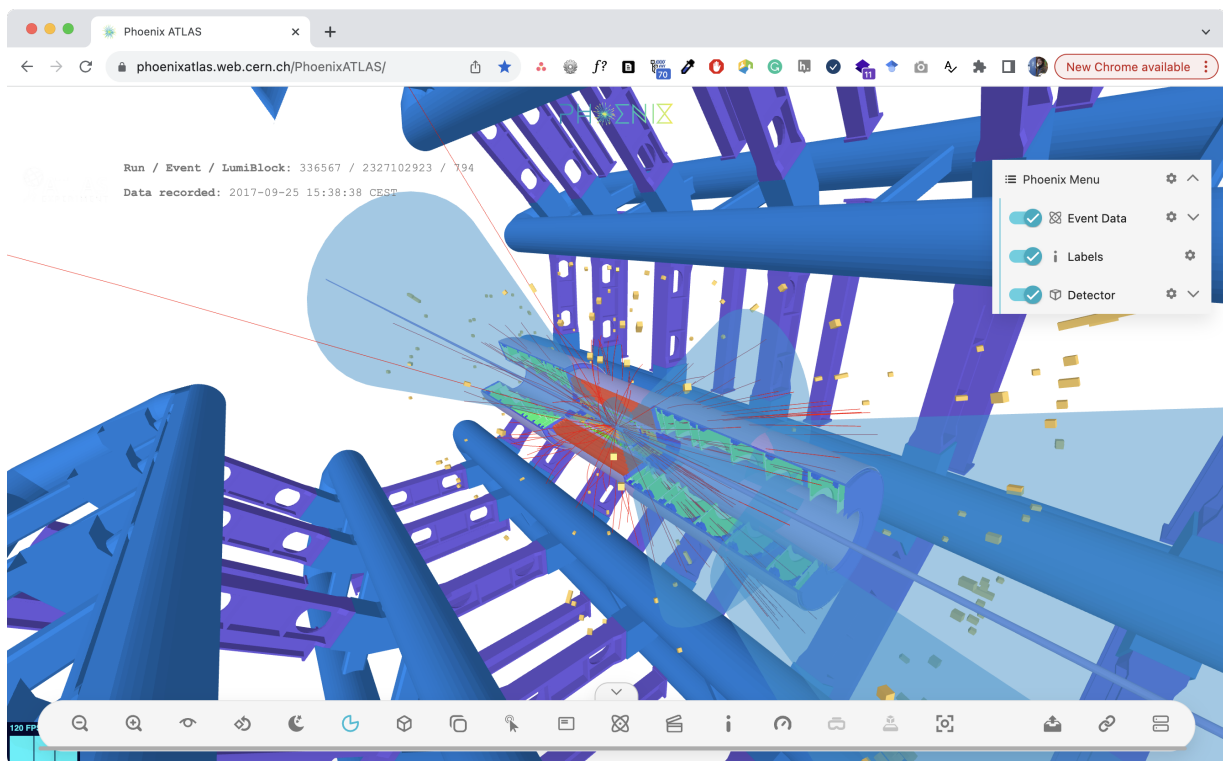 Phoenix ATLAS
phoenixatlas.web.cern.ch/PhoenixATLAS/
f?
70
h.
11
New Chrome available
PHOENIX
Run / Event / LumiBlock: 336567 / 2327102923 / 794
Data recorded: 2017-09-25 15:38:38 CEST
Phoenix Menu
Event Data
Labels
Detector
120 FPS